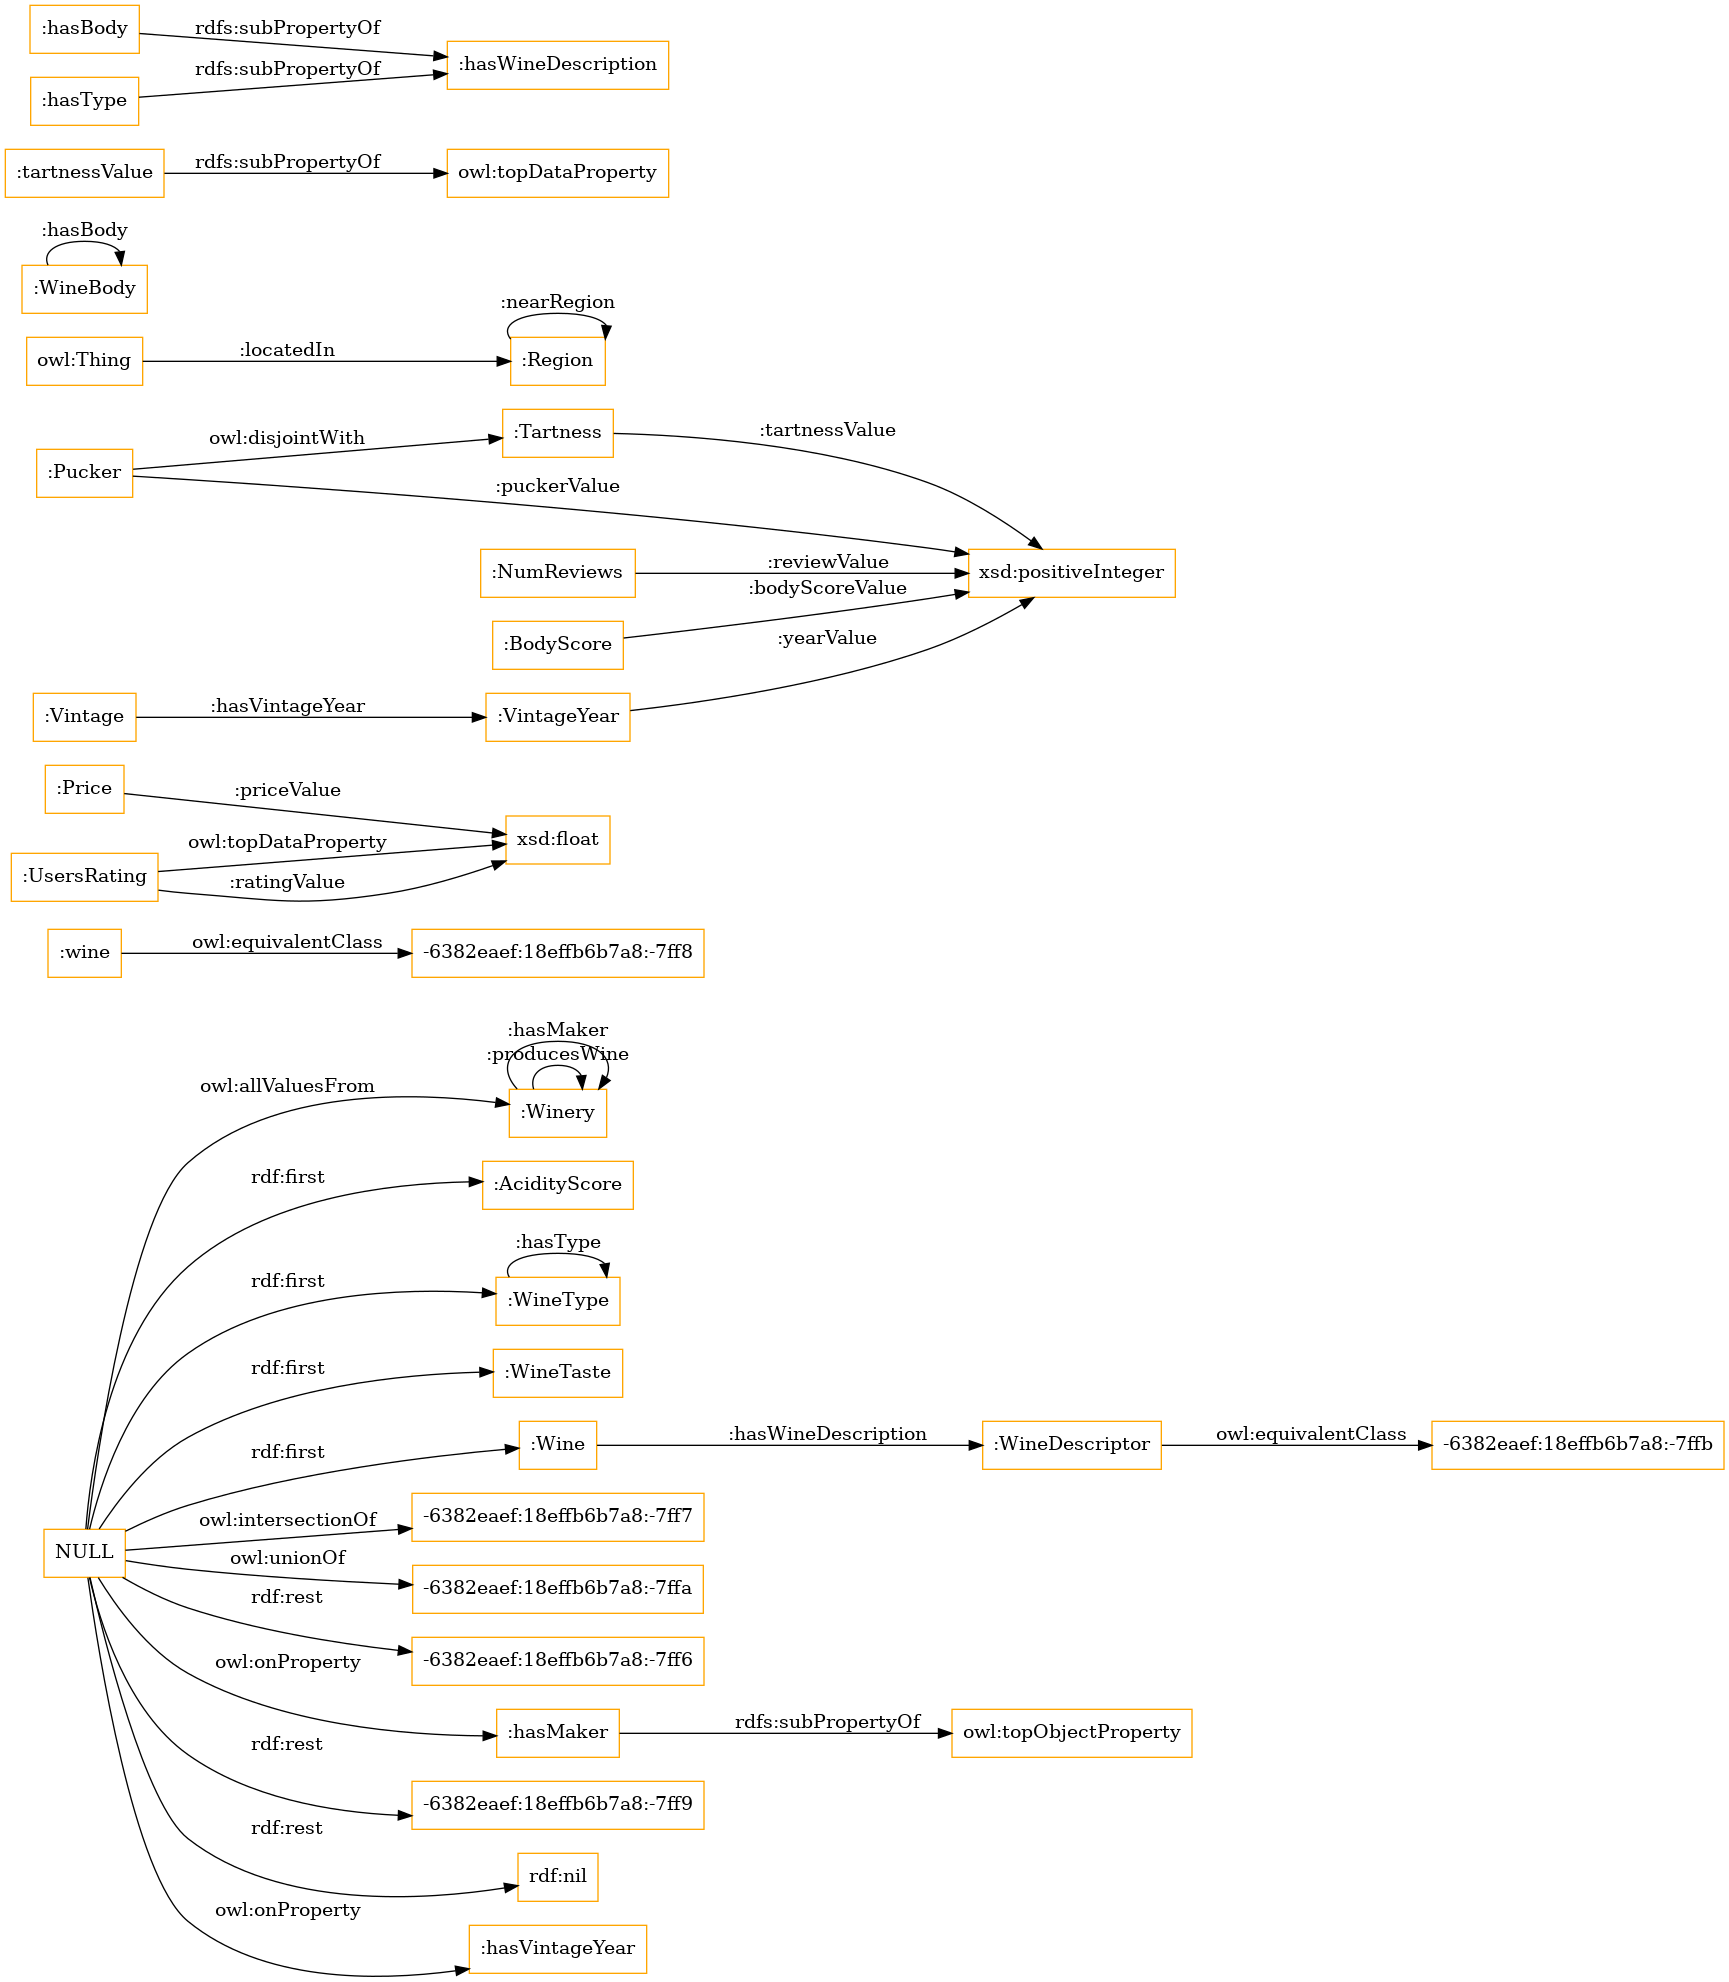 :hasBody
rdfs:subPropertyOf
:hasWineDescription
:hasType
rdfs:subPropertyOf
:tartnessValue
rdfs:subPropertyOf
owl:topDataProperty
:hasBody
:WineBody
:nearRegion
owl:Thing
:locatedIn
:Region
:Pucker
owl:disjointWith
:Tartness
:tartnessValue
:puckerValue
:NumReviews
:reviewValue
xsd:positiveInteger
:bodyScoreValue
:BodyScore
:yearValue
:Vintage
:hasVintageYear
:VintageYear
:Price
:priceValue
xsd:float
owl:topDataProperty
:UsersRating
:ratingValue
:wine
owl:equivalentClass
-6382eaef:18effb6b7a8:-7ff8
:hasMaker
:producesWine
owl:allValuesFrom
:Winery
rdf:first
:AcidityScore
:hasType
rdf:first
:WineType
rdf:first
:WineTaste
rdf:first
:Wine
:hasWineDescription
:WineDescriptor
owl:equivalentClass
-6382eaef:18effb6b7a8:-7ffb
NULL
owl:intersectionOf
-6382eaef:18effb6b7a8:-7ff7
owl:unionOf
-6382eaef:18effb6b7a8:-7ffa
rdf:rest
-6382eaef:18effb6b7a8:-7ff6
owl:onProperty
:hasMaker
rdfs:subPropertyOf
owl:topObjectProperty
rdf:rest
-6382eaef:18effb6b7a8:-7ff9
rdf:rest
rdf:nil
owl:onProperty
:hasVintageYear